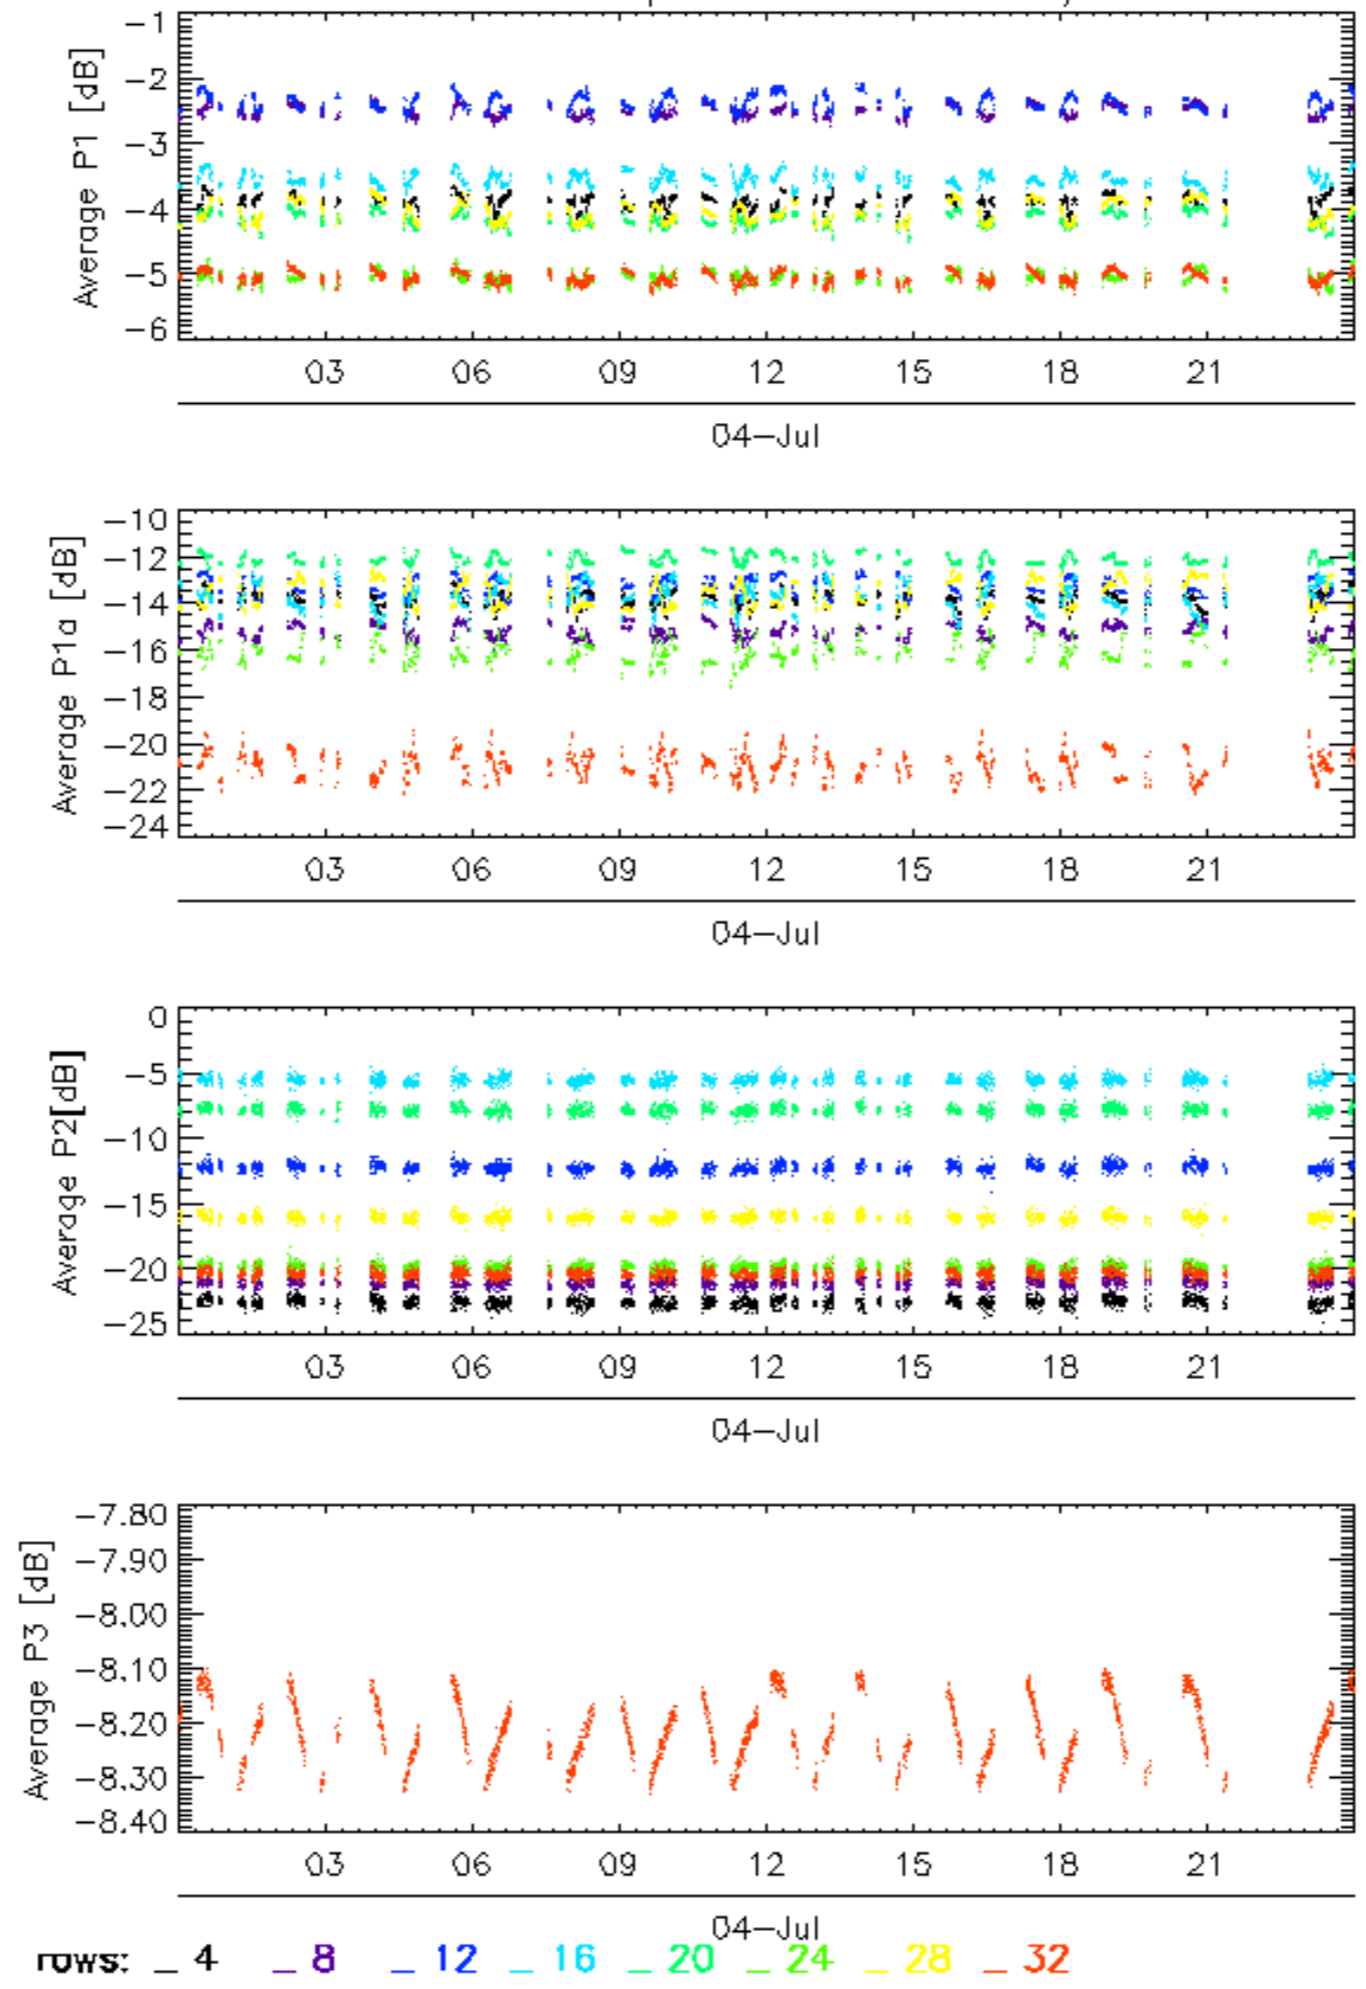 Average P1 [dB]
-1
-2
-3
-4
-5
-6
03 06 09 12 15 18 21
04-Jul
Average P1a [dB]
-10
-12
-14
-16
-18
-20
-22
-24
03 06 09 12 15 18 21
04-Jul
Average P2[dB]
0
-5
-10
-15
-20
-25
03 06 09 12 15 18 21
04-Jul
Average P3 [dB]
-7.80
-7.90
-8.00
-8.10
-8.20
-8.30
-8.40
03 06 09 12 15 18 21
04-Jul
rows: _ 4 _ 8 _ 12 _ 16 _ 20 _ 24 _ 28 _ 32